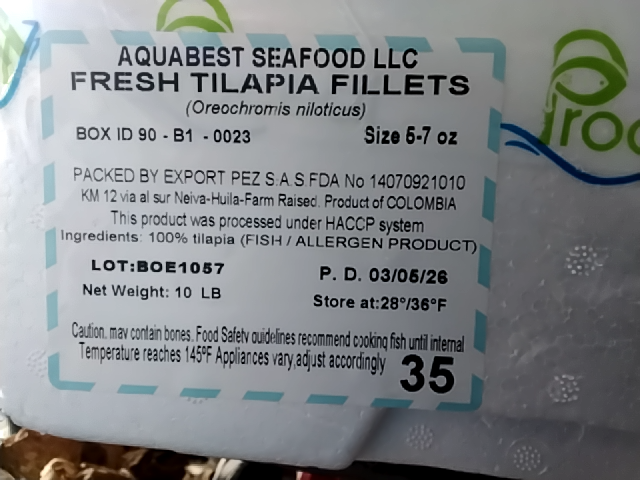 AQUABEST SEAFOOD LLC
FRESH TILAPIA FILLETS
(Oreochromis niloticus)
BOX ID 90 - B1 - 0023 Size 5-7 oz
PACKED BY EXPORT PEZ S.A.S FDA No 14070921010
KM 12 via al sur Neiva-Huila-Farm Raised. Product of COLOMBIA
This product was processed under HACCP system
Ingredients: 100% tilapia (FISH / ALLERGEN PRODUCT)
LOT:BOE1057 P. D. 03/05/26
Net Weight: 10 LB Store at:28°/36°F
Caution, may contain bones. Food Safety guidelines recommend cooking fish until internal
Temperature reaches 145ºF Appliances vary,adjust accordingly 35